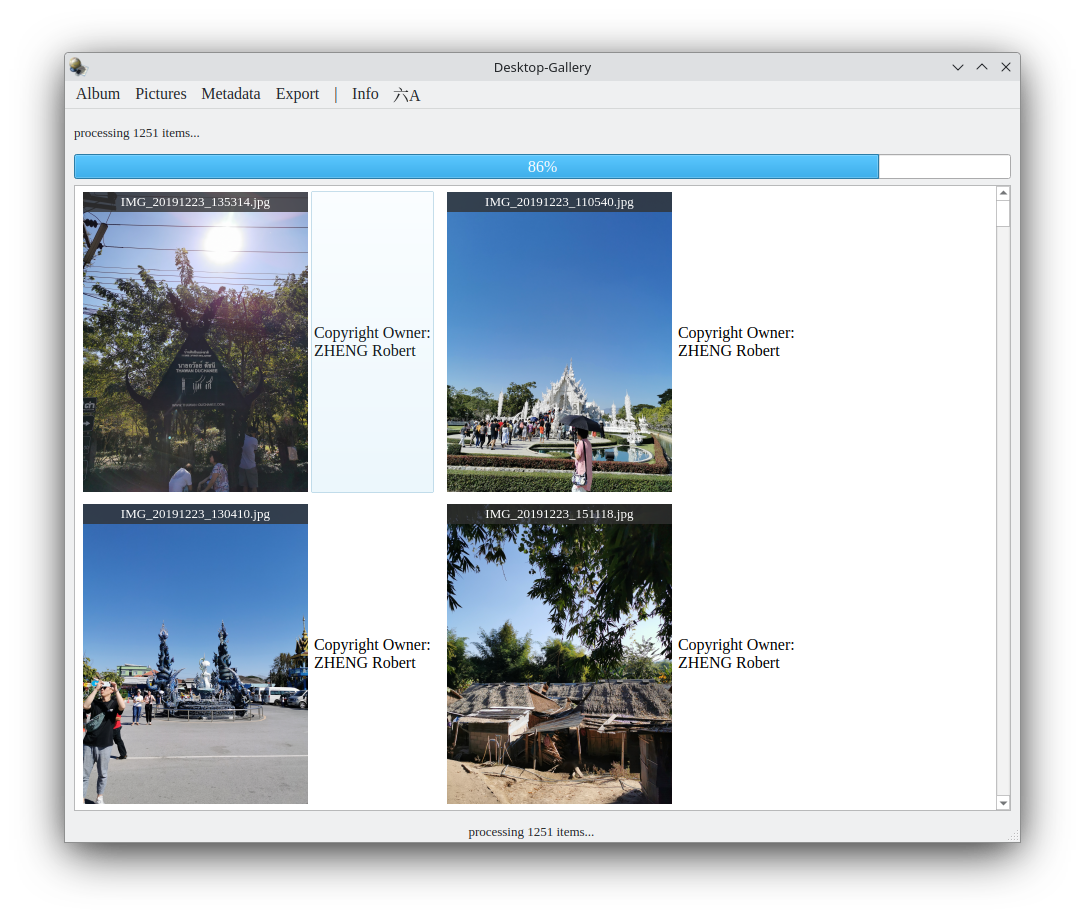 Desktop-Gallery
Album Pictures Metadata Export | Info 六A
processing 1251 items...
86%
IMG_20191223_135314.jpg
Copyright Owner:
ZHENG Robert
IMG_20191223_110540.jpg
Copyright Owner:
ZHENG Robert
IMG_20191223_130410.jpg
Copyright Owner:
ZHENG Robert
IMG_20191223_151118.jpg
Copyright Owner:
ZHENG Robert
processing 1251 items...